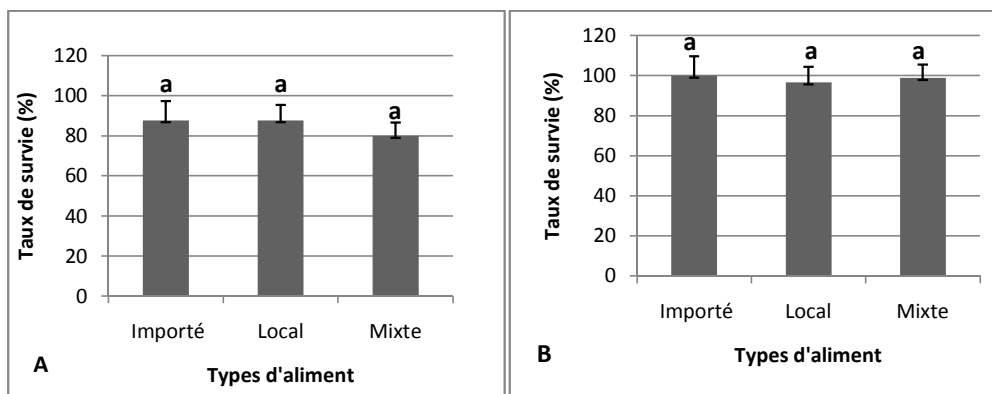 120
100
80
60
40
20
0
Taux de survie (%)
a
a
a
Importé
Local
Mixte
A
Types d'aliment
120
100
80
60
40
20
0
Taux de survie (%)
a
a
a
Importé
Local
Mixte
B
Types d'aliment